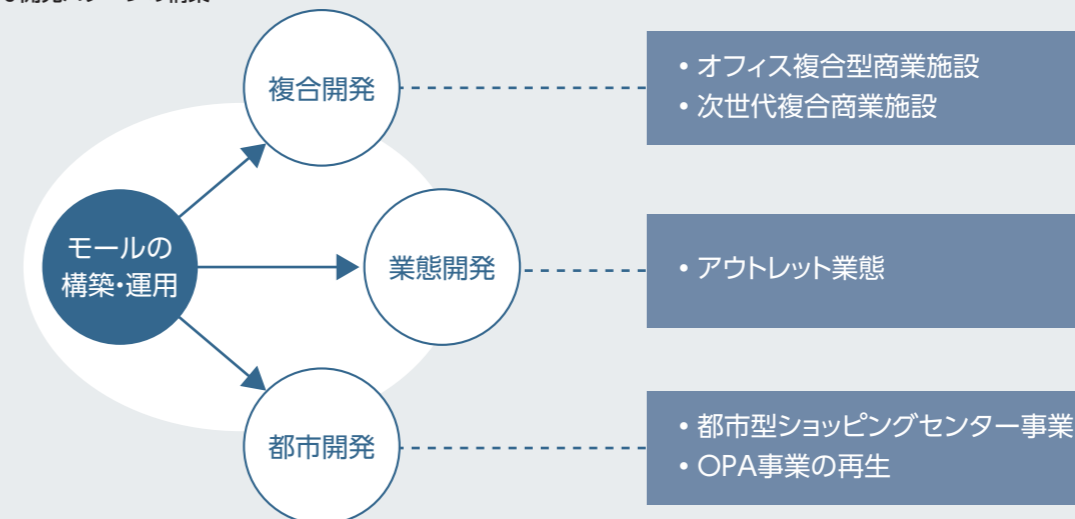 複合開発
• オフィス複合型商業施設
• 次世代複合商業施設
モールの
構築・運用
業態開発
• アウトレット業態
都市開発
• 都市型ショッピングセンター事業
• OPA事業の再生